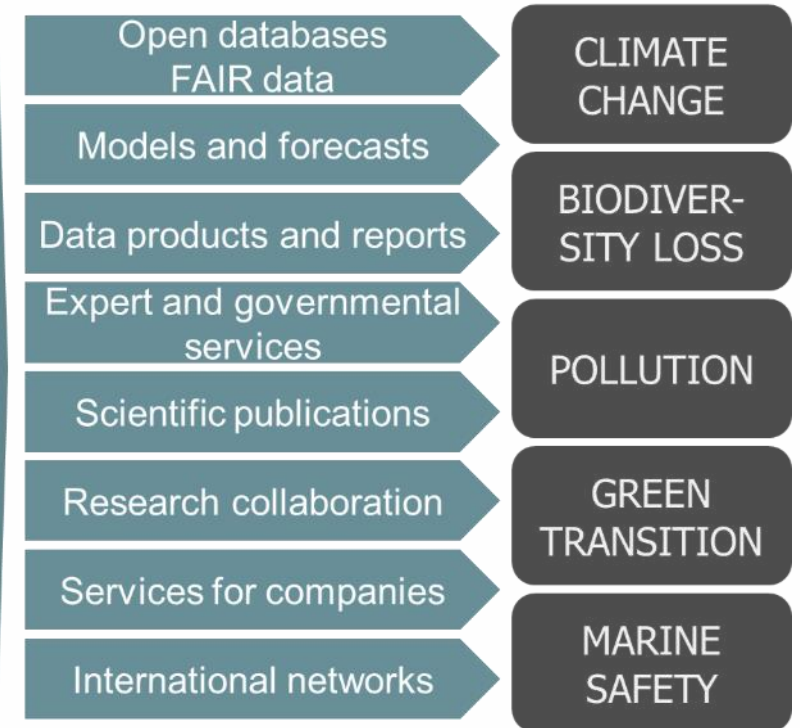 Open databases
FAIR data
Models and forecasts
Data products and reports
Expert and governmental
services
Scientific publications
Research collaboration
Services for companies
International networks
CLIMATE
CHANGE
BIODIVER-
SITY LOSS
POLLUTION
GREEN
TRANSITION
MARINE
SAFETY